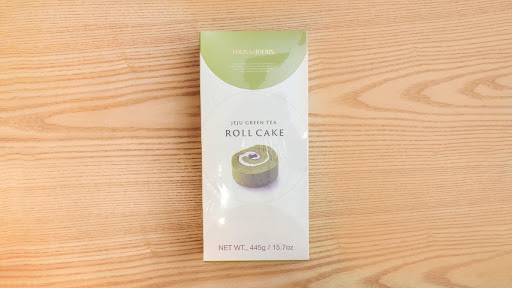 TOUS les JOURS
JEJU GREEN TEA
ROLL CAKE
NET WT,. 445g / 15.7oz